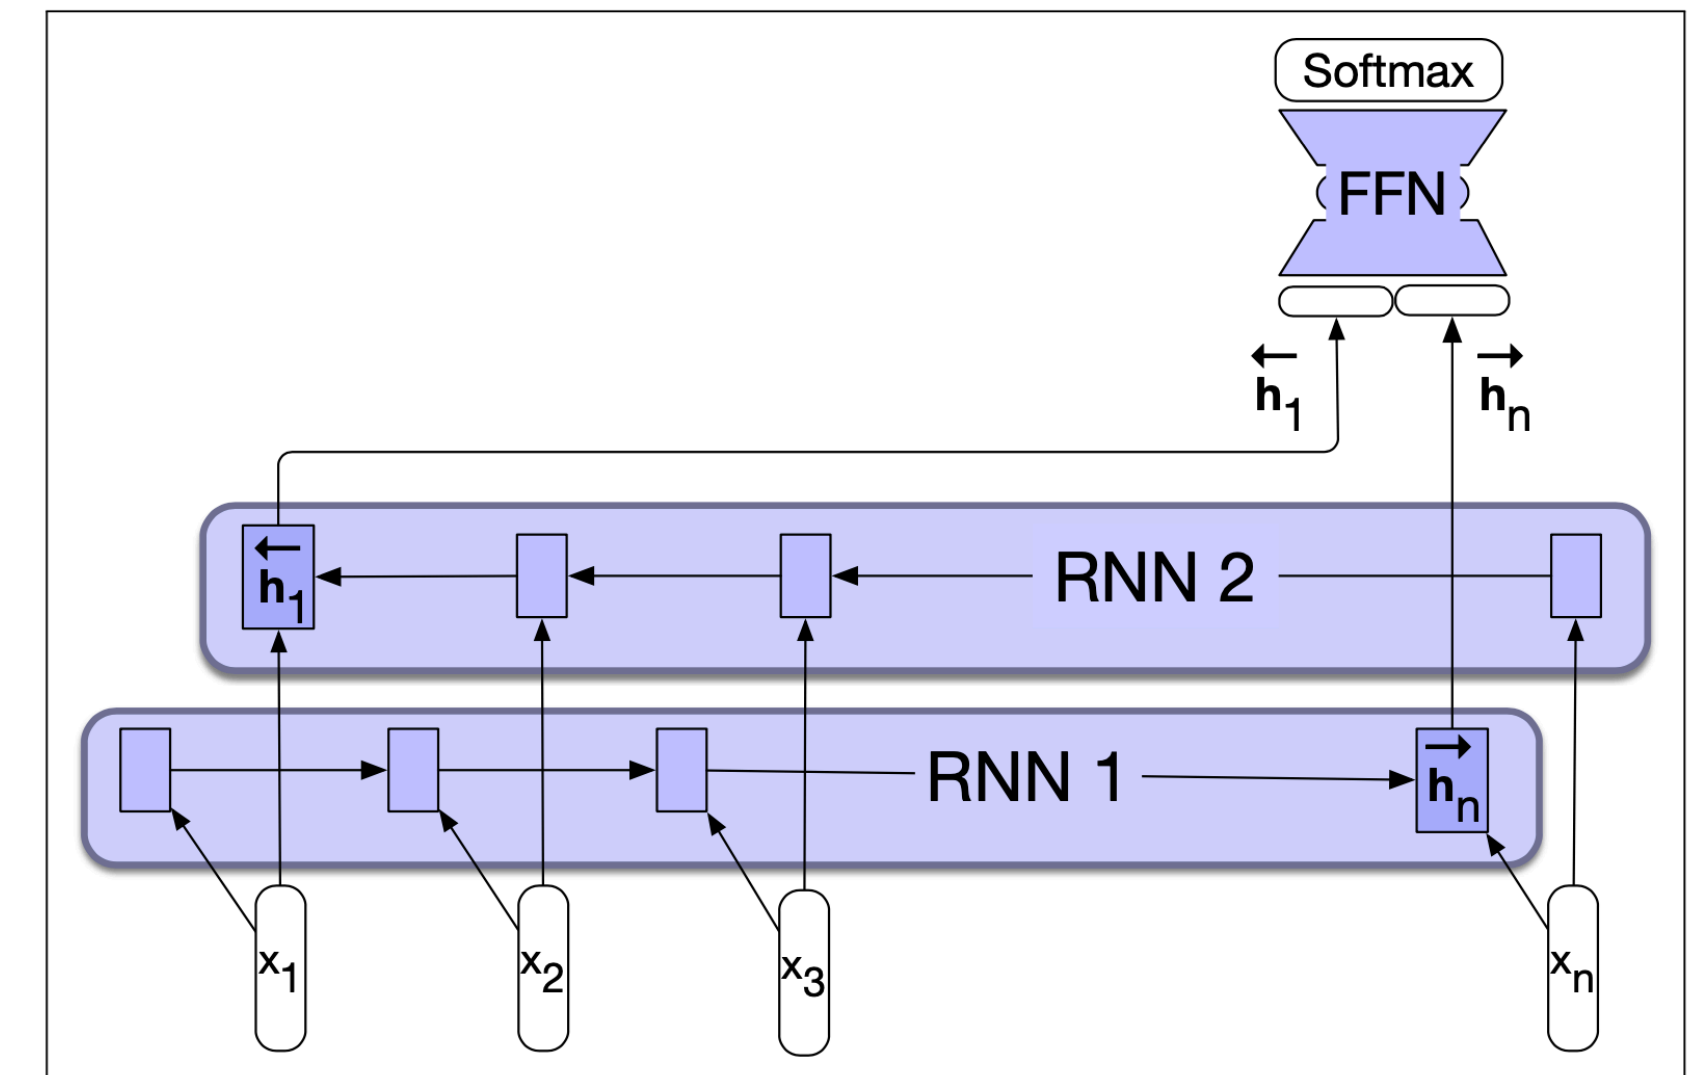 Softmax
FFN
←h₁ →hₙ
←h₁ RNN 2
RNN 1 →hₙ
x₁ x₂ x₃ xₙ